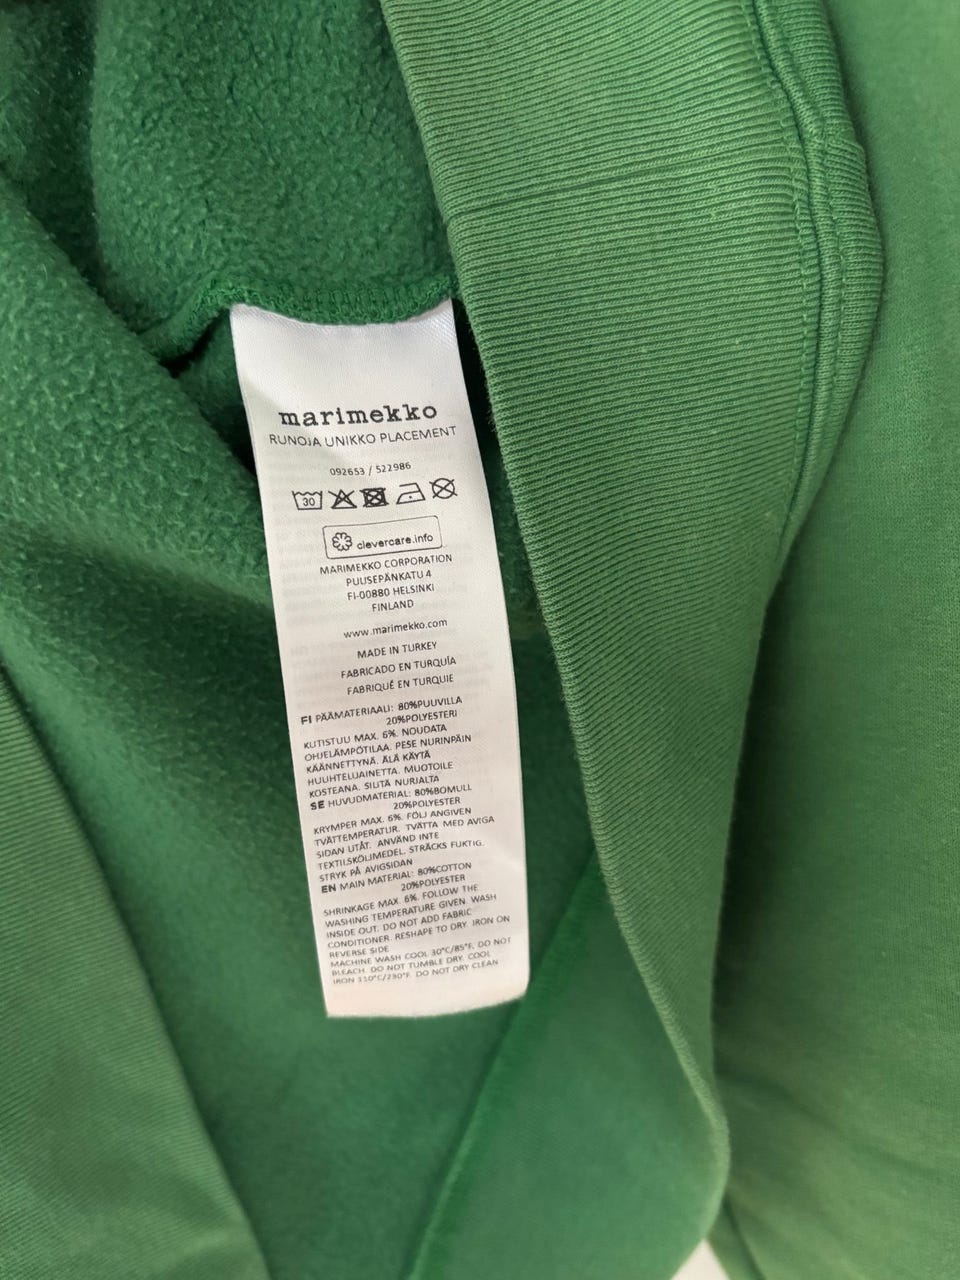 marimekko
RUNOJA UNIKKO PLACEMENT
092653 / 522986
30
clevercare.info
MARIMEKKO CORPORATION
PUUSEPÄNKATU 4
FI-00880 HELSINKI
FINLAND
www.marimekko.com
MADE IN TURKEY
FABRICADO EN TURQUÍA
FABRIQUÉ EN TURQUIE
FI PÄÄMATERIAALI: 80%PUUVILLA
20%POLYESTERI
KUTISTUU MAX. 6%. NOUDATA
OHJELÄMPÖTILAA. PESE NURINPÄIN
KÄÄNNETTYNÄ. ÄLÄ KÄYTÄ
HUUHTELUAINETTA. MUOTOILE
KOSTEANA. SILITÄ NURJALTA
SE HUVUDMATERIAL: 80%BOMULL
20%POLYESTER
KRYMPER MAX. 6%. FÖLJ ANGIVEN
TVÄTTEMPERATUR. TVÄTTA MED AVIGA
SIDAN UTÅT. ANVÄND INTE
TEXTILSKÖLJMEDEL. STRÄCKS FUKTIG.
STRYK PÅ AVIGSIDAN
EN MAIN MATERIAL: 80%COTTON
20%POLYESTER
SHRINKAGE MAX. 6%. FOLLOW THE
WASHING TEMPERATURE GIVEN. WASH
INSIDE OUT. DO NOT ADD FABRIC
CONDITIONER. RESHAPE TO DRY. IRON ON
REVERSE SIDE
MACHINE WASH COOL 30°C/85°F. DO NOT
BLEACH. DO NOT TUMBLE DRY. COOL
IRON 110°C/230°F. DO NOT DRY CLEAN